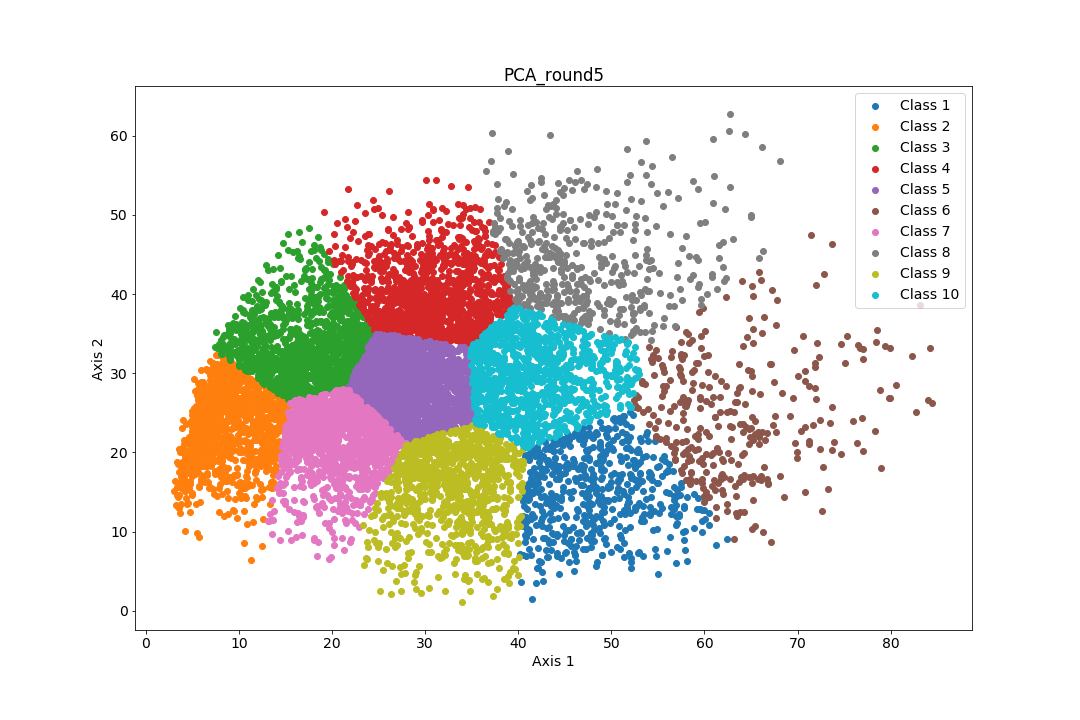 PCA_round5
Class 1
Class 2
Class 3
Class 4
Class 5
Class 6
Class 7
Class 8
Class 9
Class 10
Axis 2
60
50
40
30
20
10
0
0 10 20 30 40 50 60 70 80
Axis 1